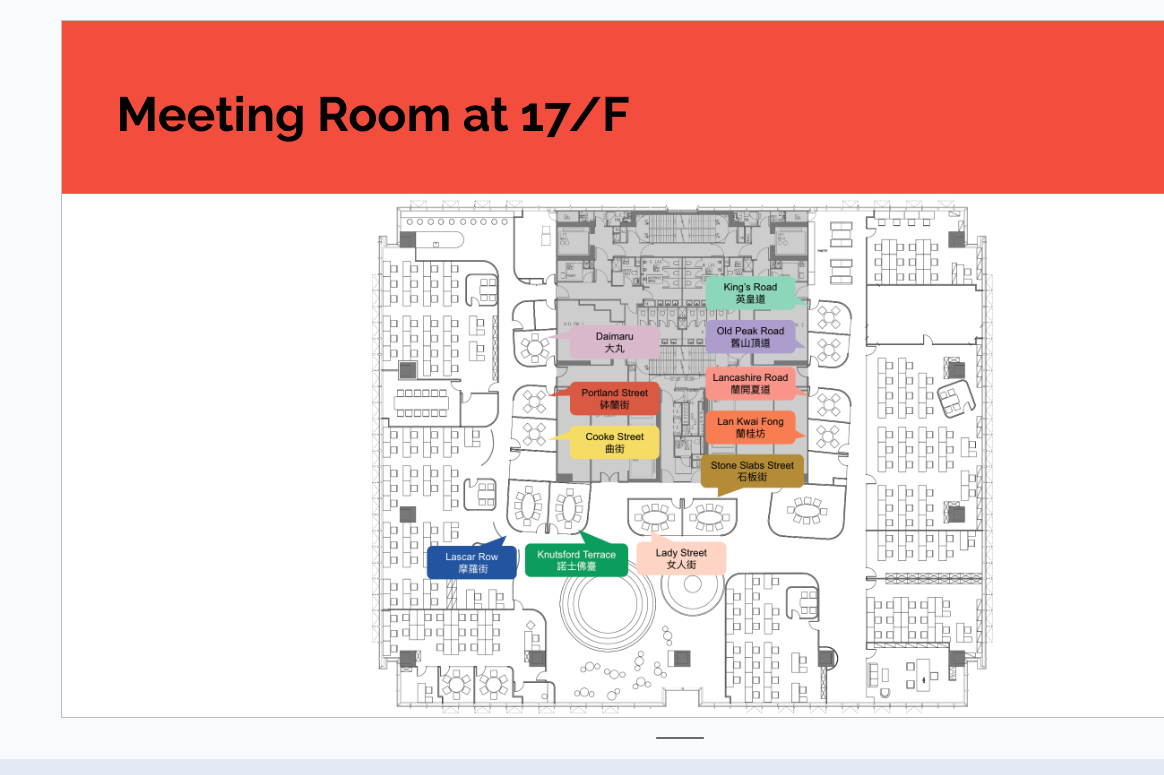 Meeting Room at 17/F
King's Road
英皇道
Old Peak Road
舊山頂道
Daimaru
大丸
Lancashire Road
蘭開夏道
Portland Street
砵蘭街
Lan Kwai Fong
蘭桂坊
Cooke Street
曲街
Stone Slabs Street
石板街
Lascar Row
摩羅街
Knutsford Terrace
諾士佛臺
Lady Street
女人街